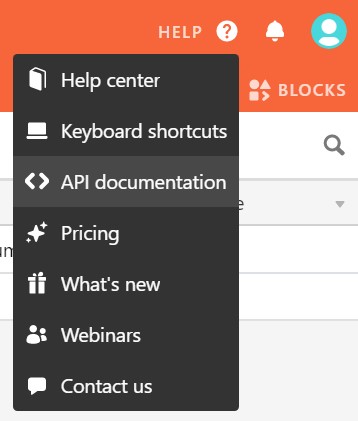 HELP
BLOCKS
Help center
Keyboard shortcuts
API documentation
Pricing
What's new
Webinars
Contact us